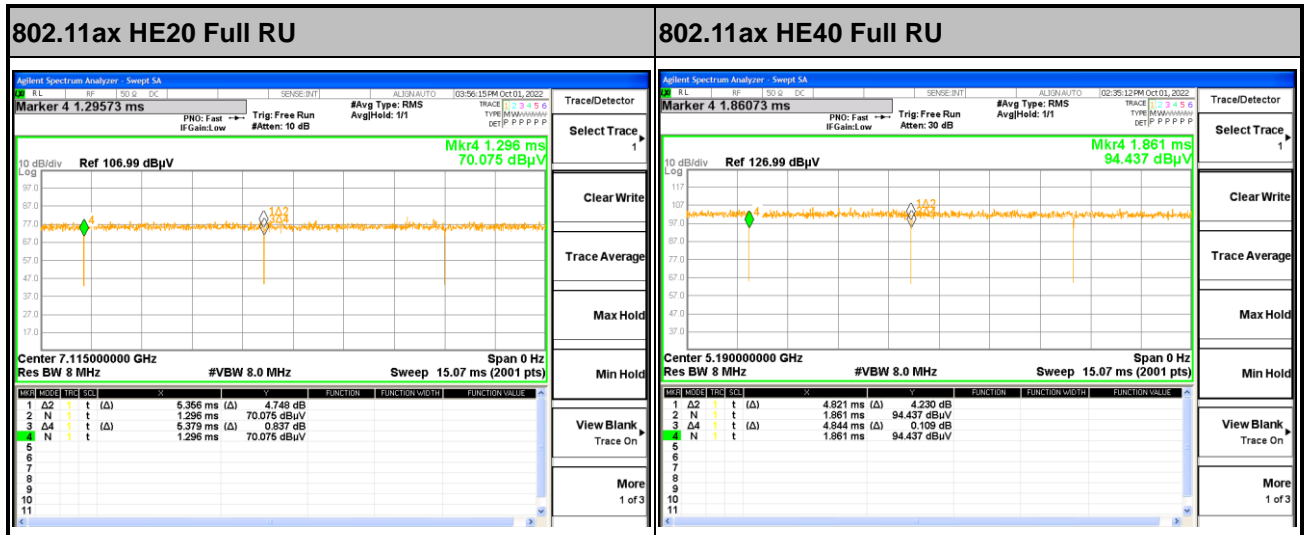 802.11ax HE20 Full RU
Agilent Spectrum Analyzer - Swept SA
RL RF 50 Ω DC SENSE:INT ALIGN AUTO 03:56:15 PM Oct 01, 2022
Marker 4 1.29573 ms
PNO: Fast
IFGain:Low
Trig: Free Run
#Atten: 10 dB
#Avg Type: RMS
Avg|Hold: 1/1
TRACE 1 2 3 4 5 6
TYPE M
DET P P P P P P
Trace/Detector
Select Trace
1
Mkr4 1.296 ms
70.075 dBµV
10 dB/div Ref 106.99 dBµV
Log
97.0
87.0
77.0
67.0
57.0
47.0
37.0
27.0
17.0
4
1Δ2
3Δ4
Clear Write
Trace Average
Max Hold
Center 7.115000000 GHz Span 0 Hz
Res BW 8 MHz #VBW 8.0 MHz Sweep 15.07 ms (2001 pts)
Min Hold
MKR MODE TRC SCL X Y FUNCTION FUNCTION WIDTH FUNCTION VALUE
1 Δ2 1 t (Δ) 5.366 ms (Δ) 4.748 dB
2 N 1 t 1.296 ms 70.075 dBµV
3 Δ4 1 t (Δ) 5.379 ms (Δ) 0.837 dB
4 N 1 t 1.296 ms 70.075 dBµV
5
6
7
8
9
10
11
View Blank
Trace On
More
1 of 3
802.11ax HE40 Full RU
Agilent Spectrum Analyzer - Swept SA
RL RF 50 Ω DC SENSE:INT ALIGN AUTO 02:35:12 PM Oct 01, 2022
Marker 4 1.86073 ms
PNO: Fast
IFGain:Low
Trig: Free Run
Atten: 30 dB
#Avg Type: RMS
Avg|Hold: 1/1
TRACE 1 2 3 4 5 6
TYPE M
DET P P P P P P
Trace/Detector
Select Trace
1
Mkr4 1.861 ms
94.437 dBµV
10 dB/div Ref 126.99 dBµV
Log
117
107
97.0
87.0
77.0
67.0
57.0
47.0
37.0
4
1Δ2
Clear Write
Trace Average
Max Hold
Center 5.190000000 GHz Span 0 Hz
Res BW 8 MHz #VBW 8.0 MHz Sweep 15.07 ms (2001 pts)
Min Hold
MKR MODE TRC SCL X Y FUNCTION FUNCTION WIDTH FUNCTION VALUE
1 Δ2 1 t (Δ) 4.821 ms (Δ) 4.230 dB
2 N 1 t 1.861 ms 94.437 dBµV
3 Δ4 1 t (Δ) 4.844 ms (Δ) 0.109 dB
4 N 1 t 1.861 ms 94.437 dBµV
5
6
7
8
9
10
11
View Blank
Trace On
More
1 of 3